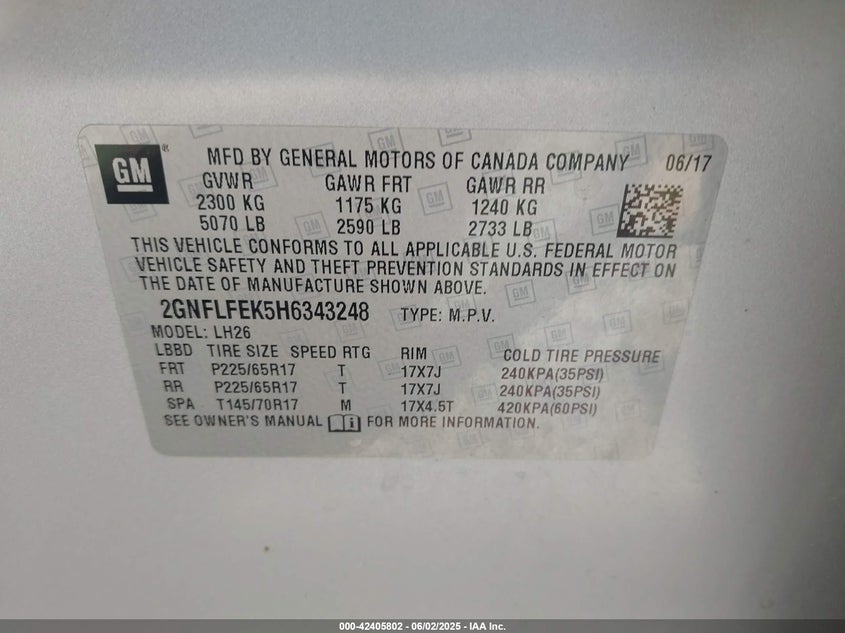 GM ® MFD BY GENERAL MOTORS OF CANADA COMPANY 06/17
GVWR GAWR FRT GAWR RR
2300 KG 1175 KG 1240 KG
5070 LB 2590 LB 2733 LB
THIS VEHICLE CONFORMS TO ALL APPLICABLE U.S. FEDERAL MOTOR
VEHICLE SAFETY AND THEFT PREVENTION STANDARDS IN EFFECT ON
THE DATE OF MANUFACTURE SHOWN ABOVE.
2GNFLFEK5H6343248 TYPE: M.P.V.
MODEL: LH26
LBBD TIRE SIZE SPEED RTG RIM COLD TIRE PRESSURE
FRT P225/65R17 T 17X7J 240KPA(35PSI)
RR P225/65R17 T 17X7J 240KPA(35PSI)
SPA T145/70R17 M 17X4.5T 420KPA(60PSI)
SEE OWNER'S MANUAL FOR MORE INFORMATION.
000-42405802 - 06/02/2025 - IAA Inc.